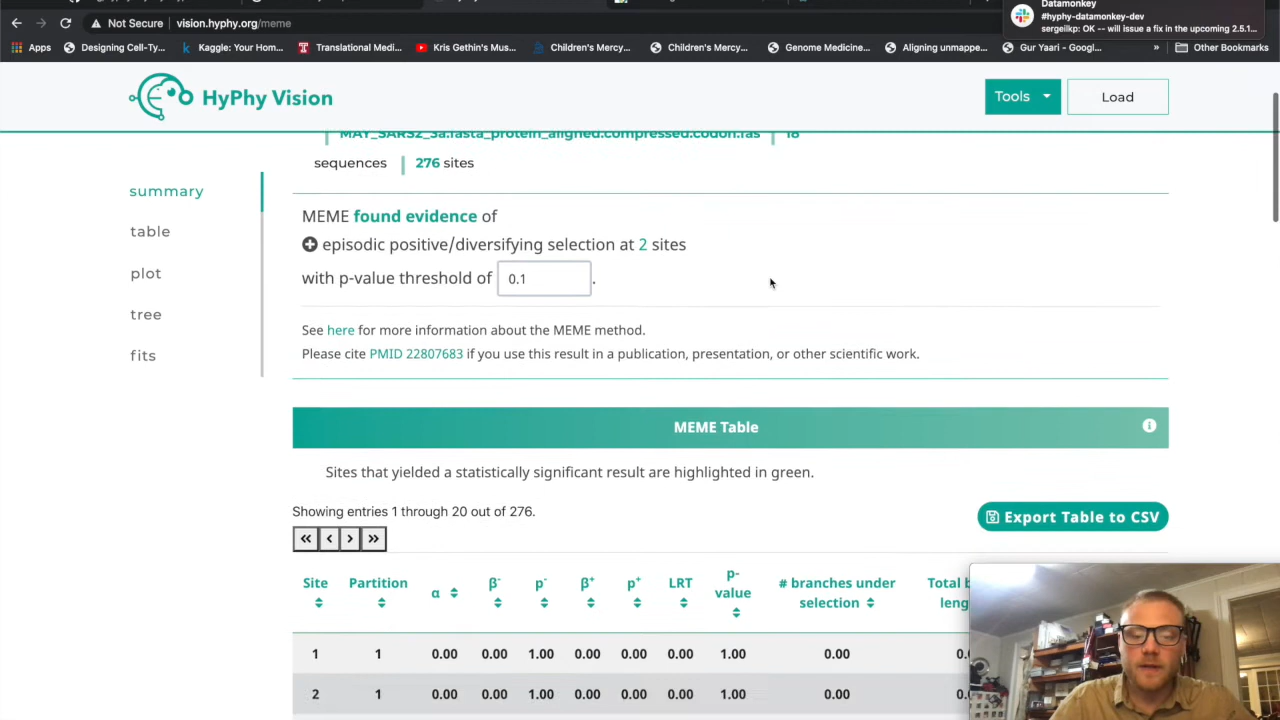 Datamonkey
#hyphy-datamonkey-dev
sergeilkp: OK -- will issue a fix in the upcoming 2.5.1...
Not Secure | vision.hyphy.org/meme
Apps Designing Cell-Ty... Kaggle: Your Hom... Translational Medi... Kris Gethin's Mus... Children's Mercy... Children's Mercy... Genome Medicine... Aligning unmappe... Gur Yaari - Googl... » Other Bookmarks
HyPhy Vision
Tools Load
MAY_SARS2_3a.fasta_protein_aligned.compressed.codon.fas 18
sequences 276 sites
summary
table
plot
tree
fits
MEME found evidence of
episodic positive/diversifying selection at 2 sites
with p-value threshold of 0.1 .
See here for more information about the MEME method.
Please cite PMID 22807683 if you use this result in a publication, presentation, or other scientific work.
MEME Table
Sites that yielded a statistically significant result are highlighted in green.
Showing entries 1 through 20 out of 276.
« ‹ › »
Export Table to CSV
Site Partition α β⁻ p⁻ β⁺ p⁺ LRT p-value # branches under selection Total b leng
1 1 0.00 0.00 1.00 0.00 0.00 0.00 1.00 0.00 0.
2 1 0.00 0.00 1.00 0.00 0.00 0.00 1.00 0.00 0.